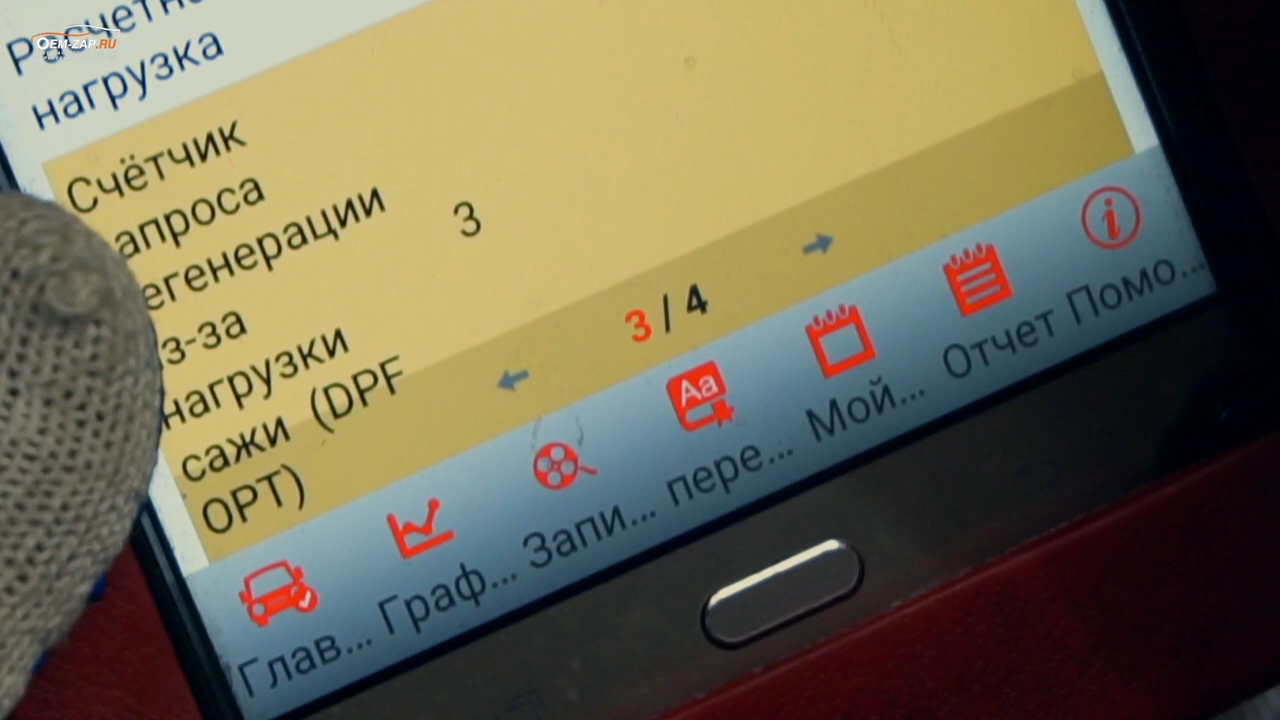 OEM-ZAP.RU
нагрузка
Счётчик
апроса
егенерации
3
з-за
нагрузки
сажи (DPF
OPT)
3 / 4
Aa
Глав... Граф... Запи... пере... Мой... Отчет Помо...